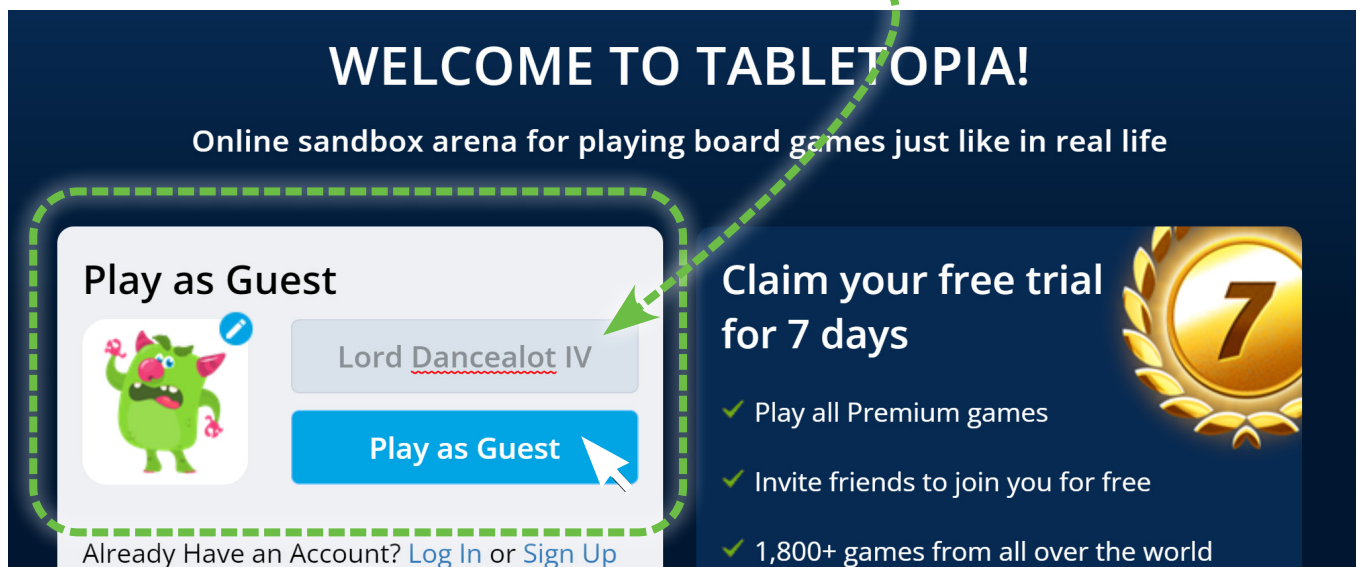 WELCOME TO TABLETOPIA!
Online sandbox arena for playing board games just like in real life
Play as Guest
Lord Dancealot IV
Play as Guest
Already Have an Account? Log In or Sign Up
Claim your free trial
for 7 days
7
Play all Premium games
Invite friends to join you for free
1,800+ games from all over the world